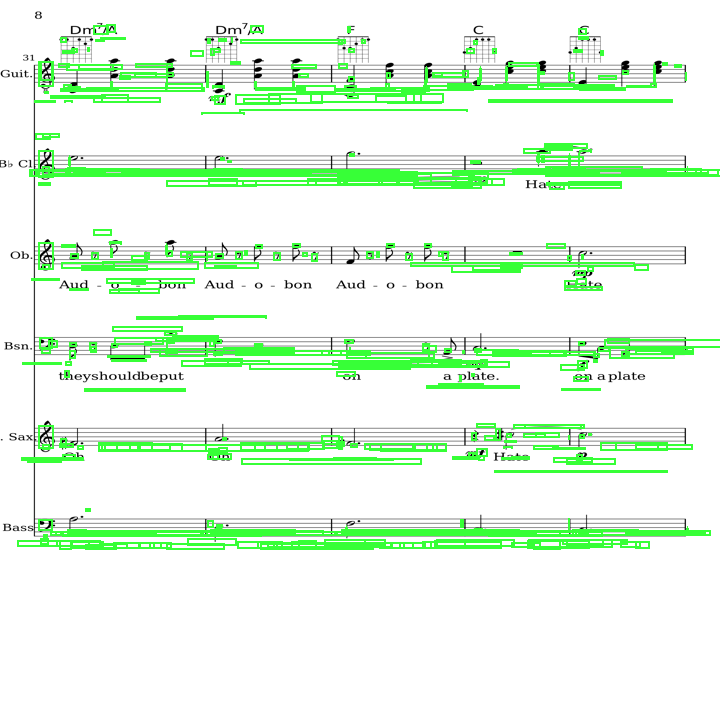 8
Dm7/A Dm7/A F C C
31
Guit.
B♭ Cl.
Hate
Ob.
Aud - o - bon Aud - o - bon Aud - o - bon Hate
Bsn.
theyshouldbeput on a plate. on a plate
. Sax.
Oh Hate
Bass